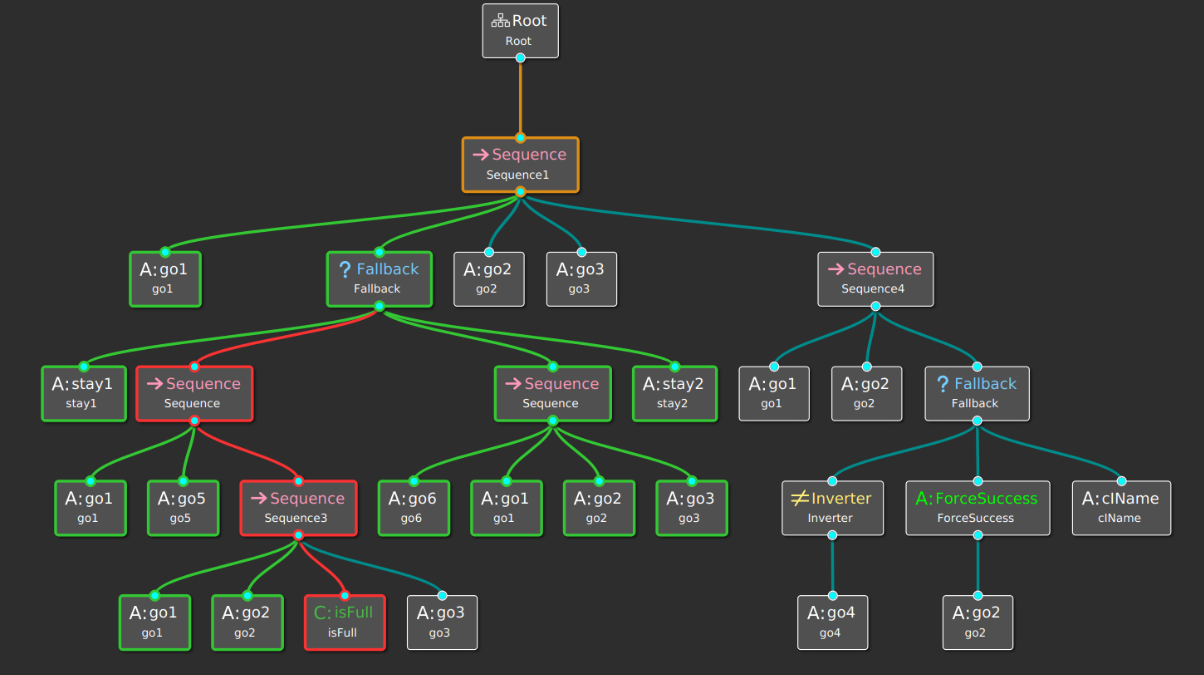 Root
Root
Sequence
Sequence1
A:go1
go1
? Fallback
Fallback
A:go2
go2
A:go3
go3
Sequence
Sequence4
A:stay1
stay1
Sequence
Sequence
Sequence
Sequence
A:stay2
stay2
A:go1
go1
A:go2
go2
? Fallback
Fallback
A:go1
go1
A:go5
go5
Sequence
Sequence3
A:go6
go6
A:go1
go1
A:go2
go2
A:go3
go3
≠Inverter
Inverter
A:ForceSuccess
ForceSuccess
A:clName
clName
A:go1
go1
A:go2
go2
C:isFull
isFull
A:go3
go3
A:go4
go4
A:go2
go2